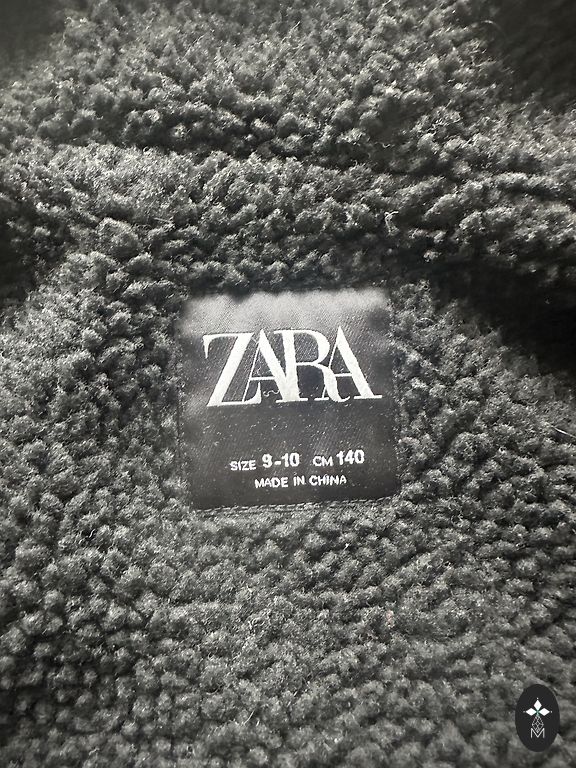 ZARA
SIZE 9-10 CM 140
MADE IN CHINA
M